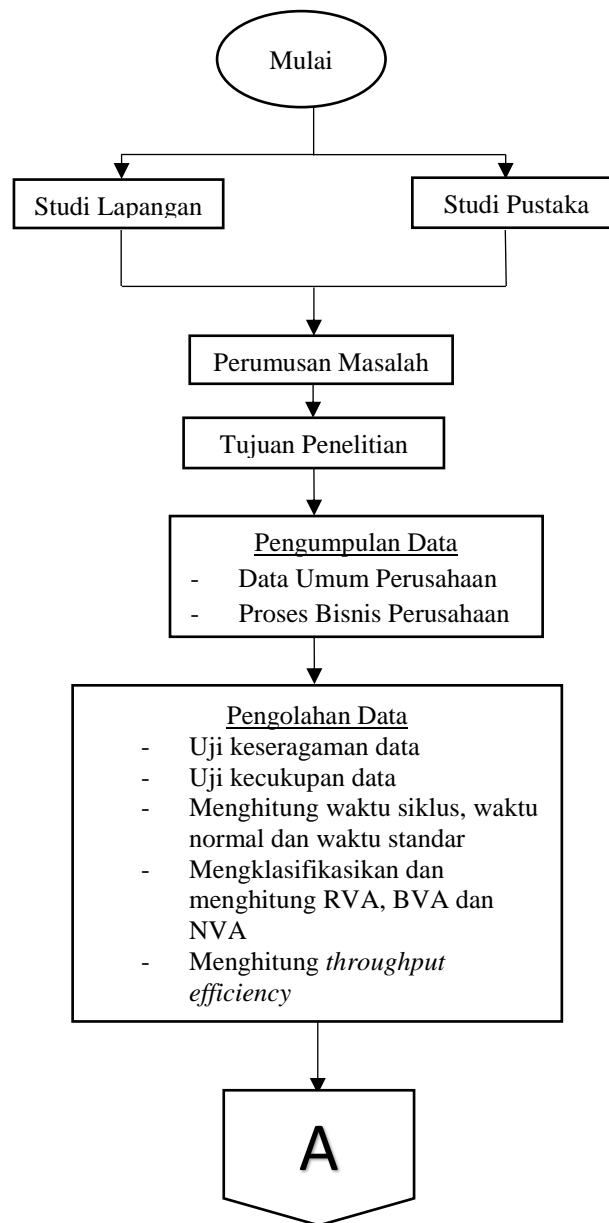 Mulai
Studi Lapangan
Studi Pustaka
Perumusan Masalah
Tujuan Penelitian
Pengumpulan Data
- Data Umum Perusahaan
- Proses Bisnis Perusahaan
Pengolahan Data
- Uji keseragaman data
- Uji kecukupan data
- Menghitung waktu siklus, waktu
normal dan waktu standar
- Mengklasifikasikan dan
menghitung RVA, BVA dan
NVA
- Menghitung throughput
efficiency
A